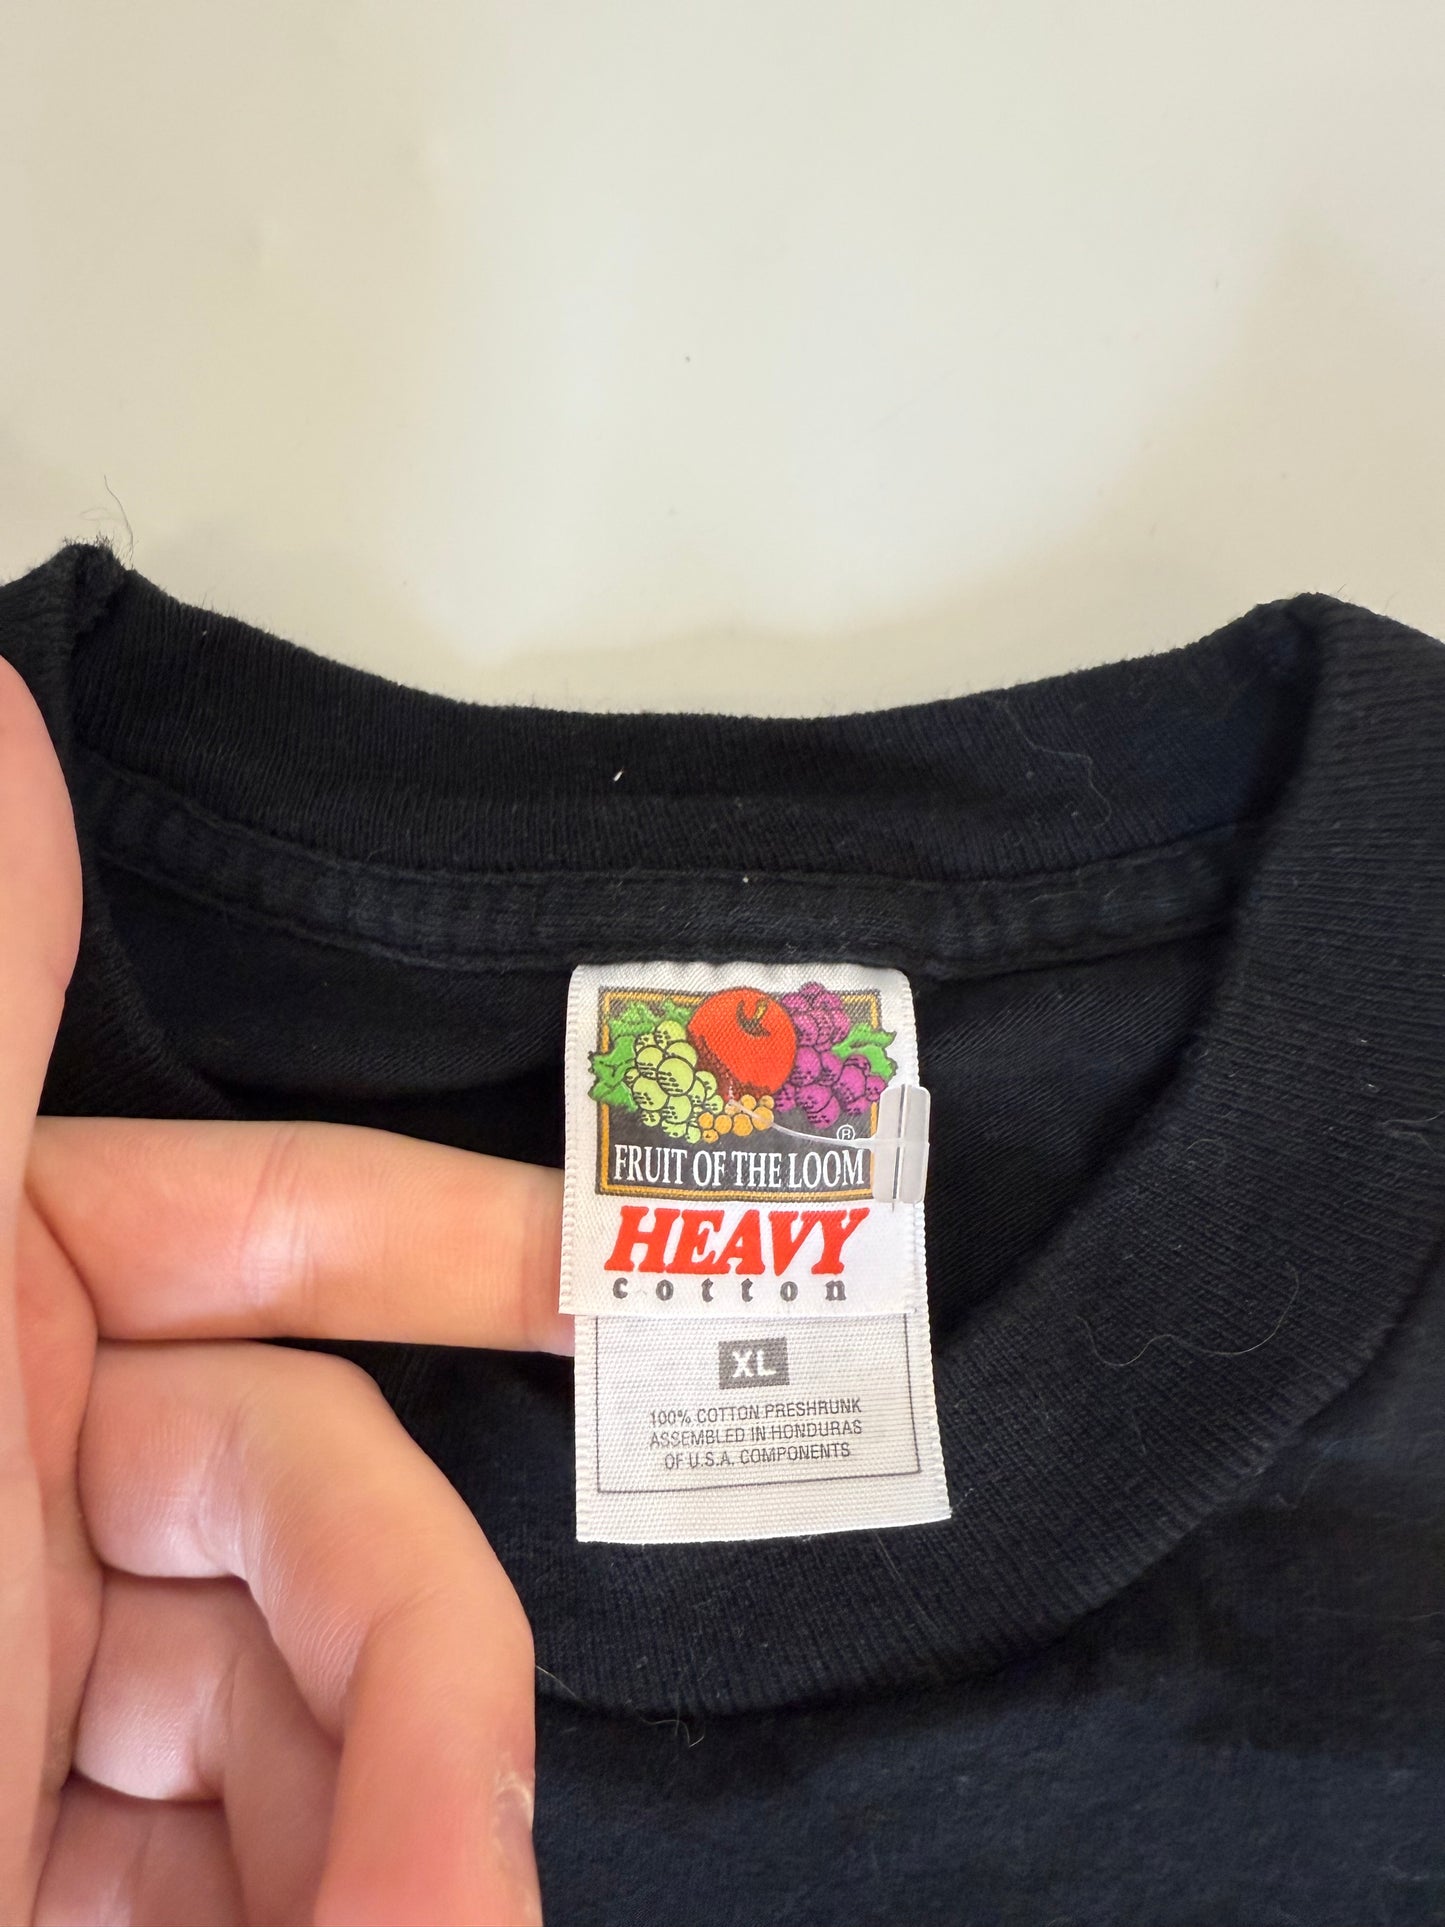 ®
FRUIT OF THE LOOM
HEAVY
cotton
XL
100% COTTON PRESHRUNK
ASSEMBLED IN HONDURAS
OF U.S.A. COMPONENTS